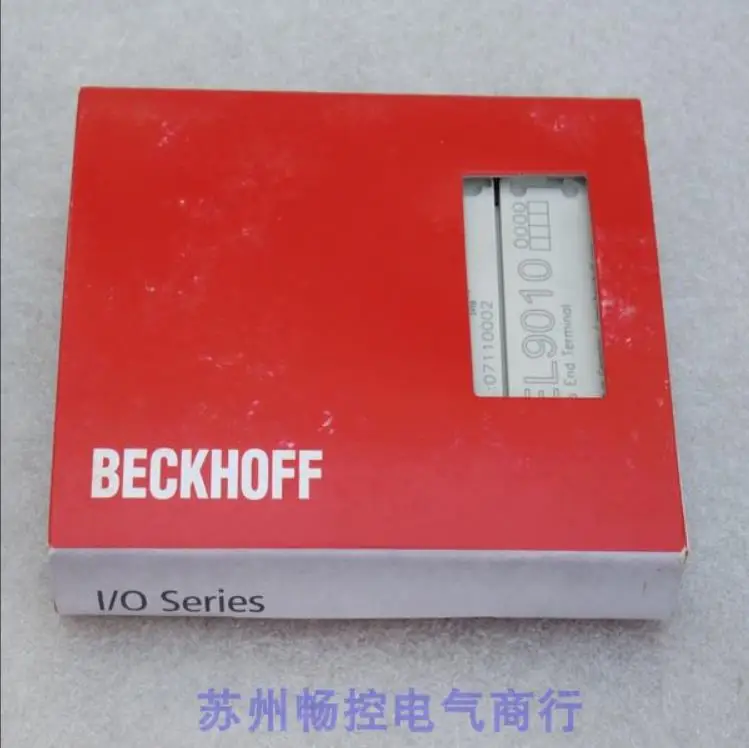 EL9010
End Terminal
07110002
BECKHOFF
I/O Series
苏州畅控电气商行